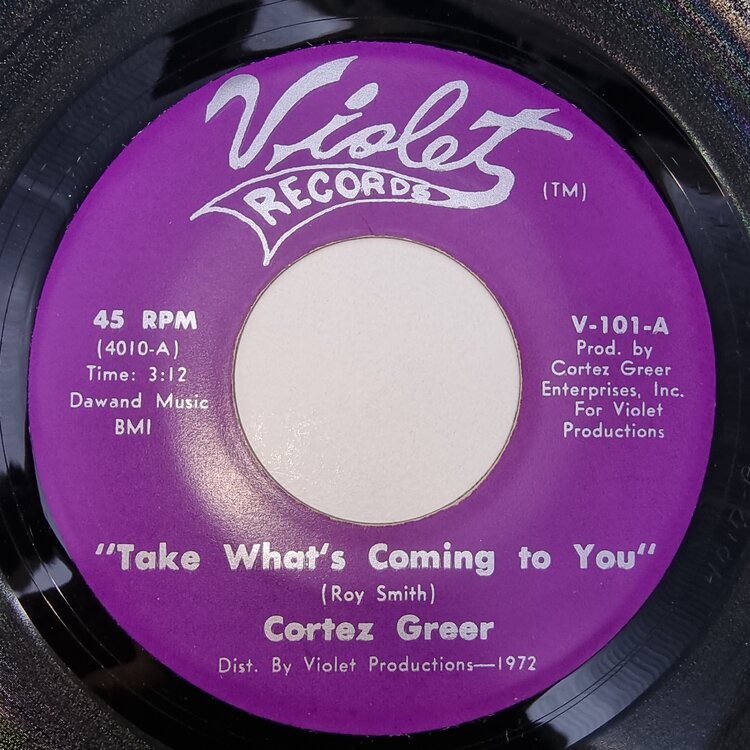 Violet
RECORDS
(TM)
45 RPM
(4010-A)
Time: 3:12
Dawand Music
BMI
V-101-A
Prod. by
Cortez Greer
Enterprises, Inc.
For Violet
Productions
"Take What's Coming to You"
(Roy Smith)
Cortez Greer
Dist. By Violet Productions—1972